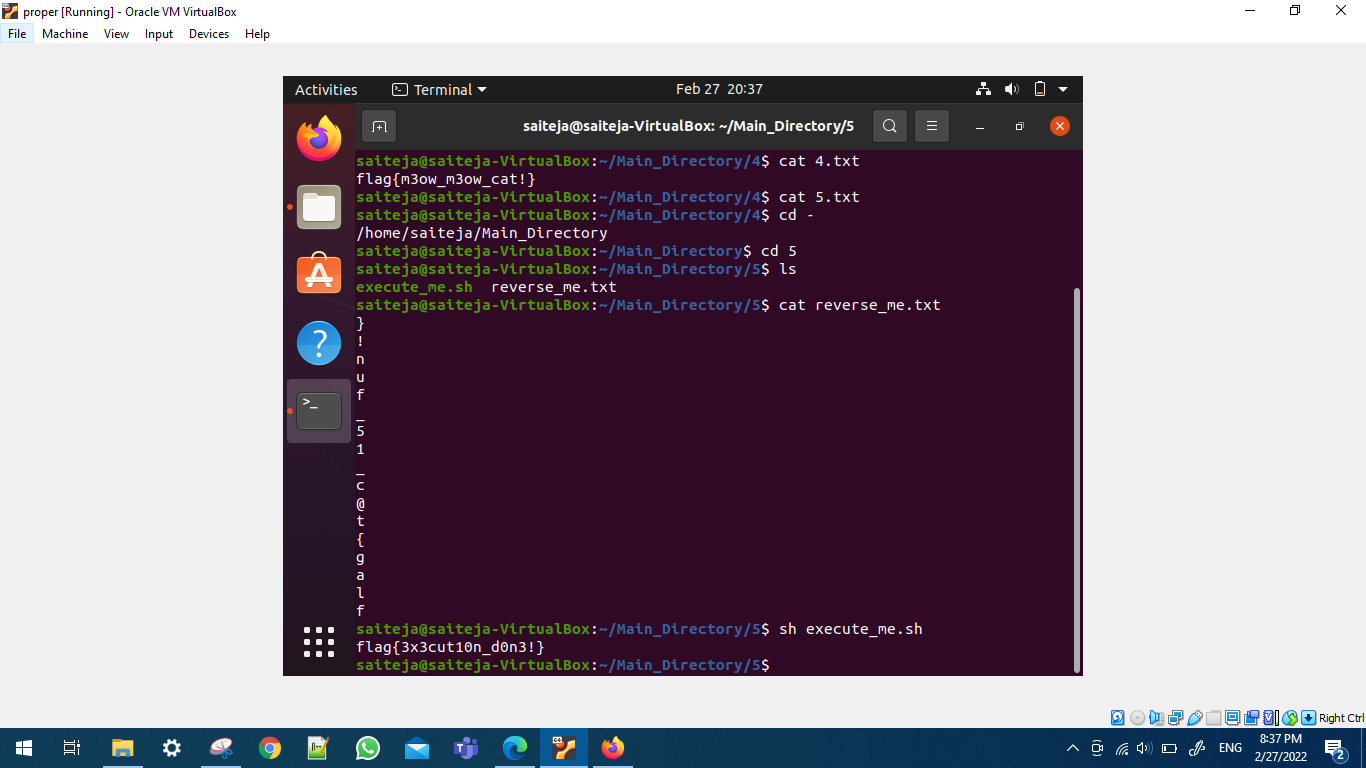 proper [Running] - Oracle VM VirtualBox
File Machine View Input Devices Help
Activities Terminal Feb 27 20:37
saiteja@saiteja-VirtualBox: ~/Main_Directory/5
saiteja@saiteja-VirtualBox:~/Main_Directory/4$ cat 4.txt
flag{m3ow_m3ow_cat!}
saiteja@saiteja-VirtualBox:~/Main_Directory/4$ cat 5.txt
saiteja@saiteja-VirtualBox:~/Main_Directory/4$ cd -
/home/saiteja/Main_Directory
saiteja@saiteja-VirtualBox:~/Main_Directory$ cd 5
saiteja@saiteja-VirtualBox:~/Main_Directory/5$ ls
execute_me.sh reverse_me.txt
saiteja@saiteja-VirtualBox:~/Main_Directory/5$ cat reverse_me.txt
}
!
n
u
f
_
5
1
_
c
@
t
{
g
a
l
f
saiteja@saiteja-VirtualBox:~/Main_Directory/5$ sh execute_me.sh
flag{3x3cut10n_d0n3!}
saiteja@saiteja-VirtualBox:~/Main_Directory/5$
Right Ctrl
ENG
8:37 PM
2/27/2022
2